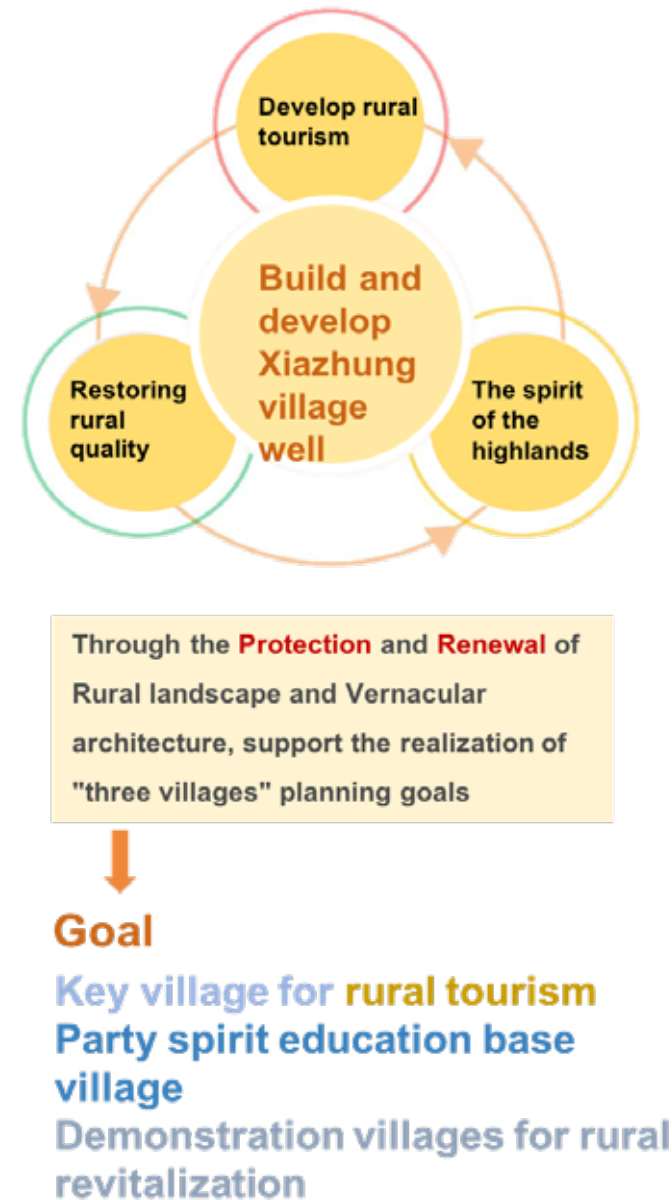 Develop rural
tourism
Build and
develop
Xiazhung
village
well
Restoring
rural
quality
The spirit
of the
highlands
Through the Protection and Renewal of
Rural landscape and Vernacular
architecture, support the realization of
"three villages" planning goals
Goal
Key village for rural tourism
Party spirit education base
village
Demonstration villages for rural
revitalization